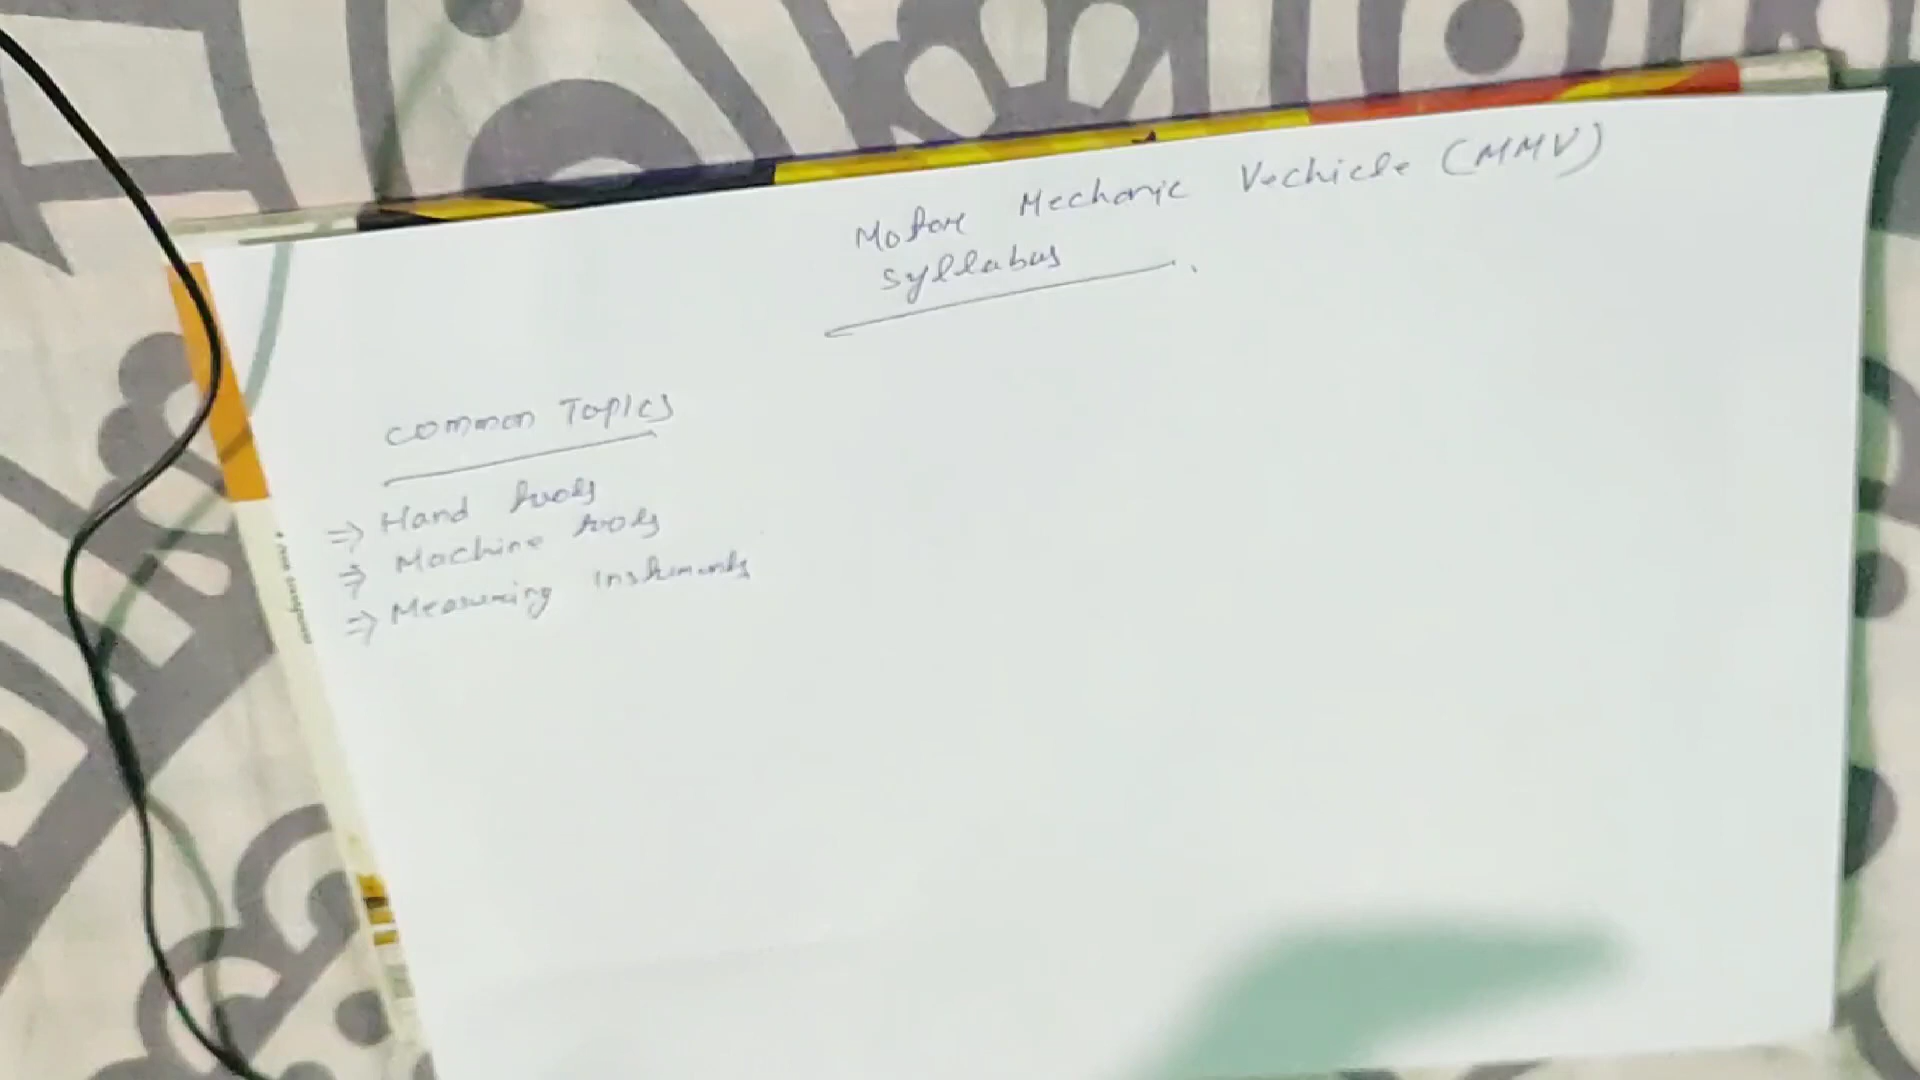 Motor Mechanic Vechicle (MMV)
Syllabus
Common Topics
⇒ Hand tools
⇒ Machine tools
⇒ Measuring instruments